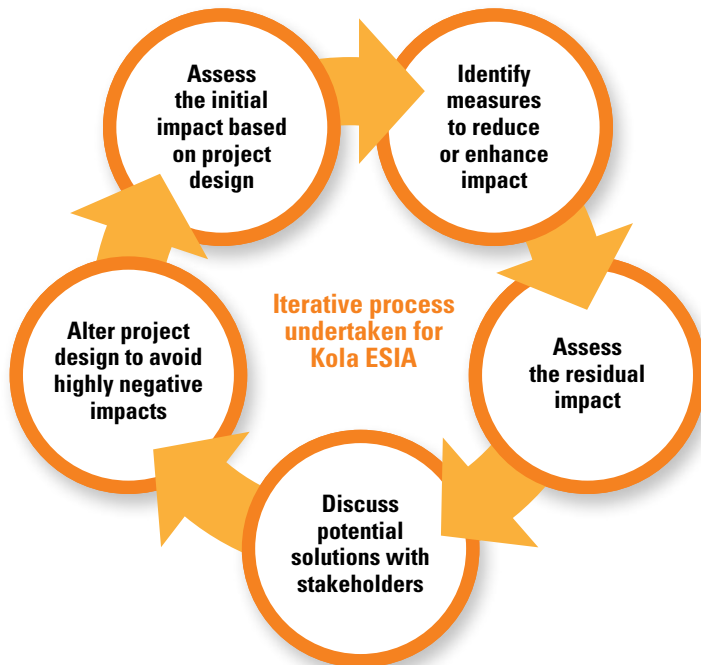 Assess
the initial
impact based
on project
design
Identify
measures
to reduce
or enhance
impact
Iterative process
undertaken for
Kola ESIA
Assess
the residual
impact
Discuss
potential
solutions with
stakeholders
Alter project
design to avoid
highly negative
impacts